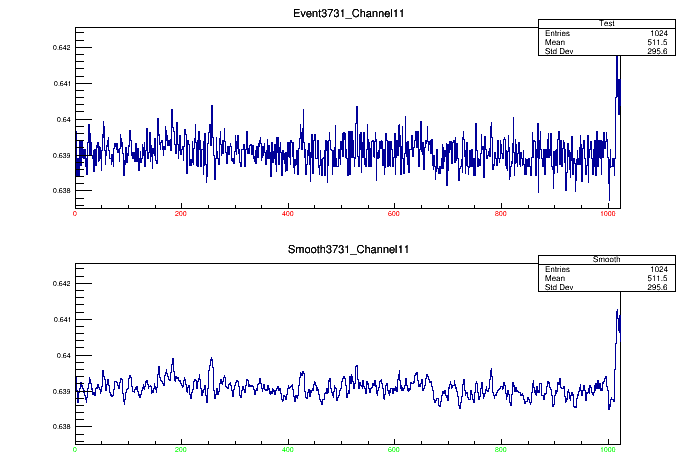 Event3731_Channel11
Test
Entries 1024
Mean 511.5
Std Dev 295.6
0.642
0.641
0.64
0.639
0.638
0 200 400 600 800 1000
Smooth3731_Channel11
Smooth
Entries 1024
Mean 511.5
Std Dev 295.6
0.642
0.641
0.64
0.639
0.638
0 200 400 600 800 1000